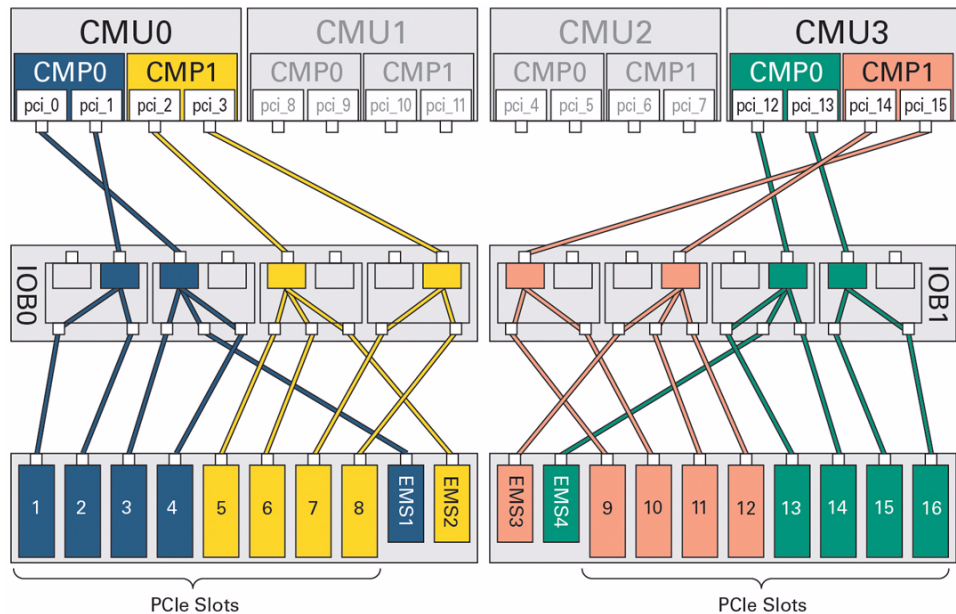 CMU0 CMU1 CMU2 CMU3
CMP0 CMP1 CMP0 CMP1 CMP0 CMP1 CMP0 CMP1
pci_0 pci_1 pci_2 pci_3 pci_8 pci_9 pci_10 pci_11 pci_4 pci_5 pci_6 pci_7 pci_12 pci_13 pci_14 pci_15
IOB0 IOB1
1 2 3 4 5 6 7 8 EMS1 EMS2 EMS3 EMS4 9 10 11 12 13 14 15 16
PCIe Slots PCIe Slots